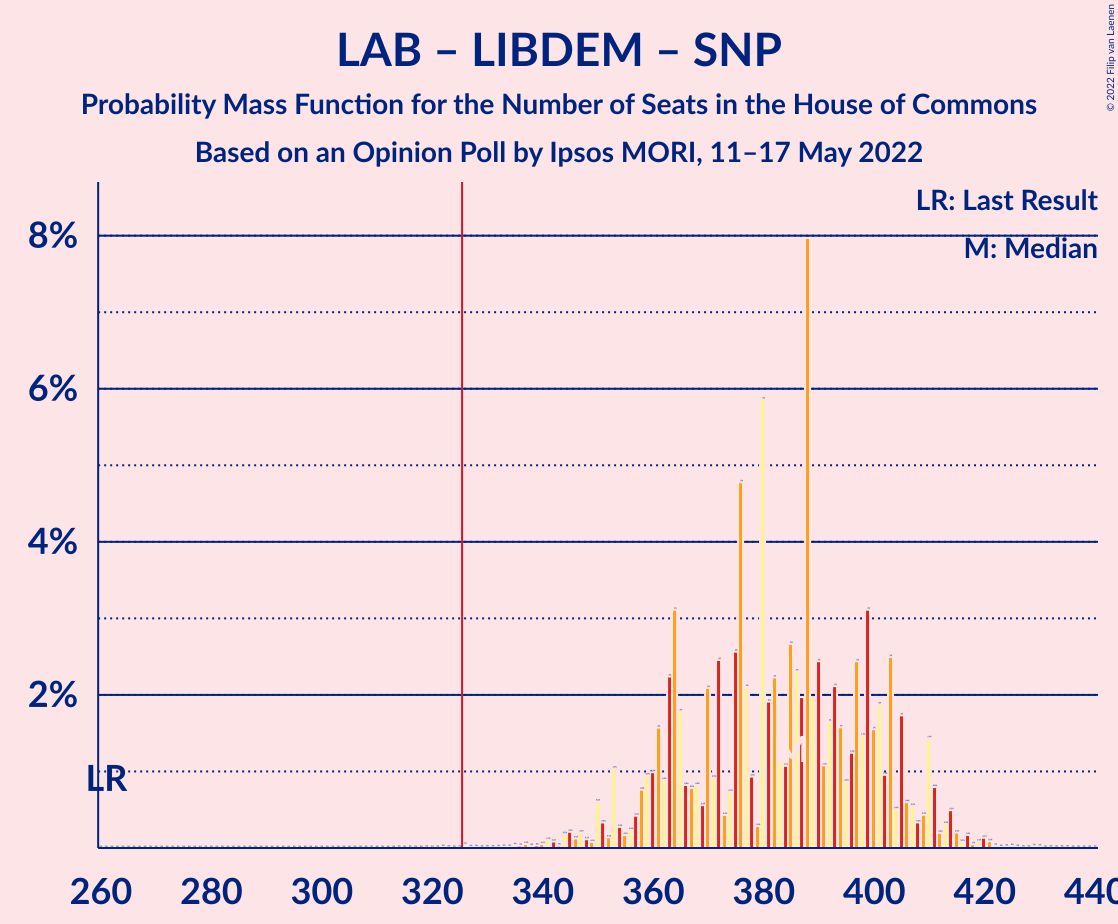 LAB – LIBDEM – SNP
Probability Mass Function for the Number of Seats in the House of Commons
Based on an Opinion Poll by Ipsos MORI, 11–17 May 2022
© 2022 Filip van Laenen
LR: Last Result
M: Median
8%
6%
4%
2%
LR
260 280 300 320 340 360 380 400 420 440